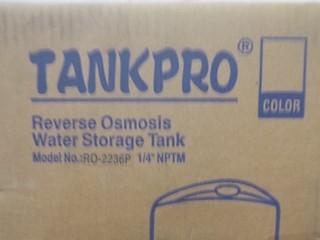 TANKPRO®
COLOR
Reverse Osmosis
Water Storage Tank
Model No.:RO-2236P 1/4" NPTM